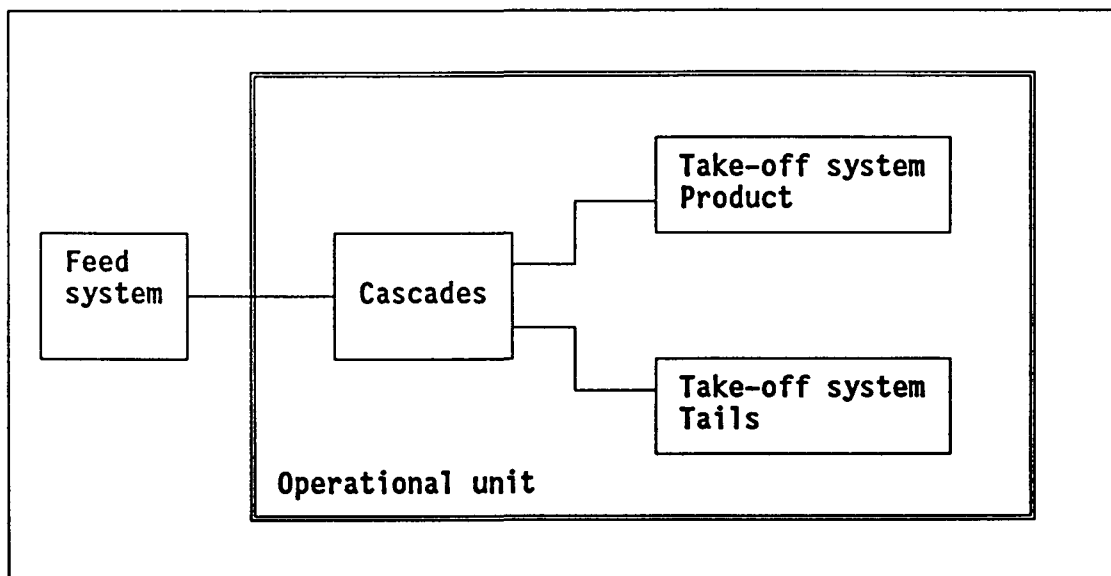 Feed
system
Cascades
Take-off system
Product
Take-off system
Tails
Operational unit